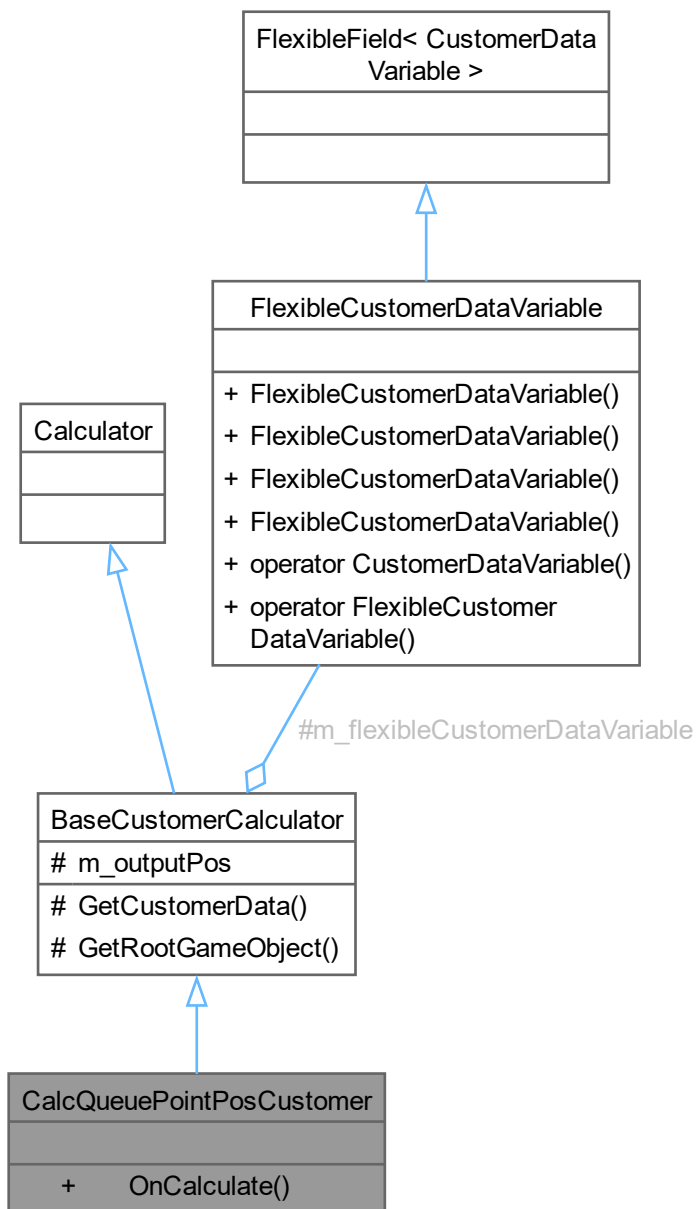 FlexibleField< CustomerData
Variable >
FlexibleCustomerDataVariable
+ FlexibleCustomerDataVariable()
+ FlexibleCustomerDataVariable()
+ FlexibleCustomerDataVariable()
+ FlexibleCustomerDataVariable()
+ operator CustomerDataVariable()
+ operator FlexibleCustomer
DataVariable()
Calculator
#m_flexibleCustomerDataVariable
BaseCustomerCalculator
# m_outputPos
# GetCustomerData()
# GetRootGameObject()
CalcQueuePointPosCustomer
+ OnCalculate()